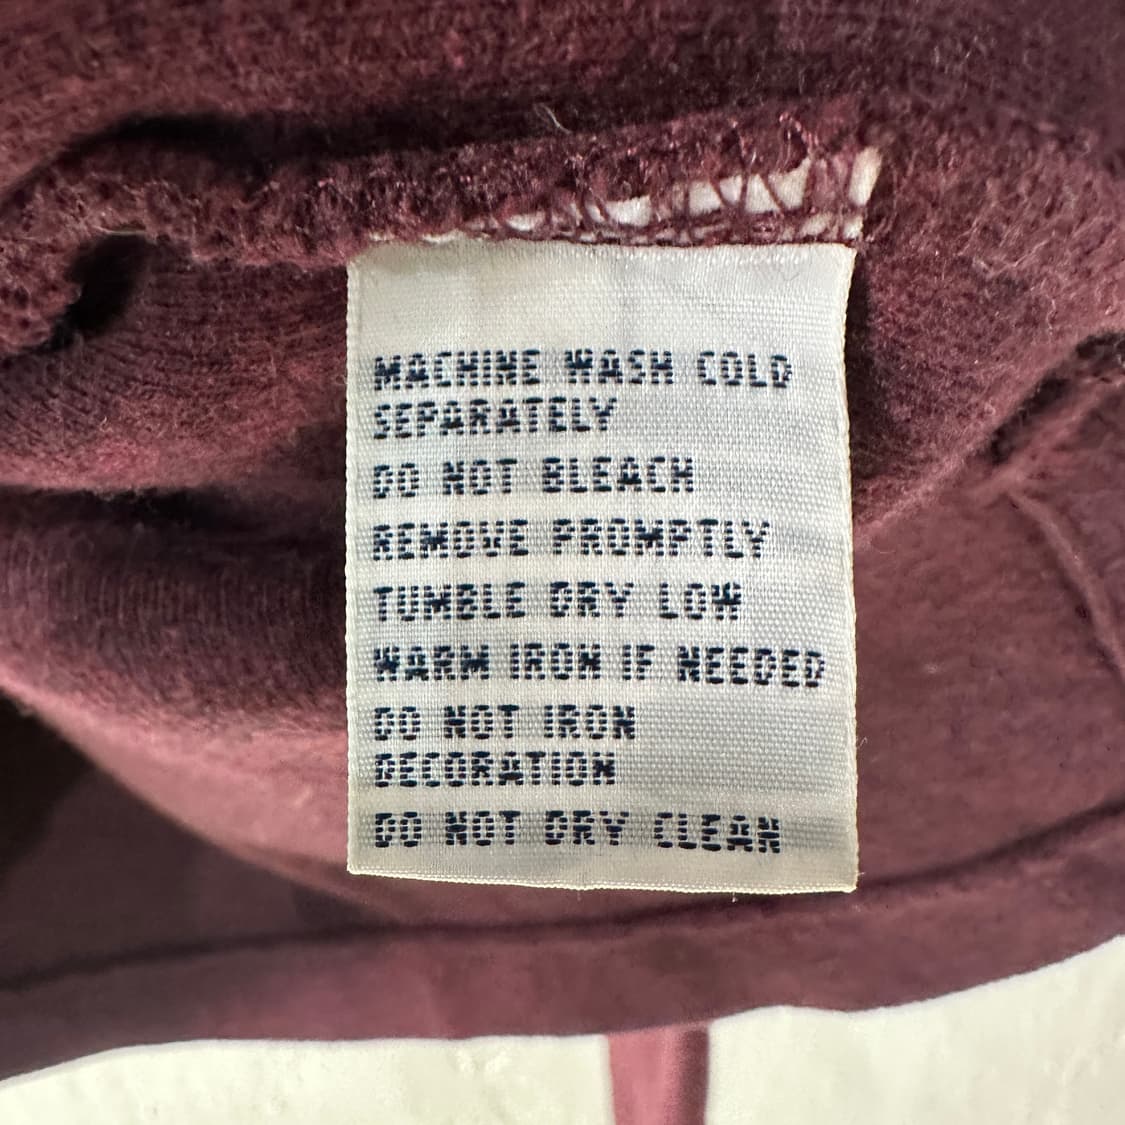 MACHINE WASH COLD
SEPARATELY
DO NOT BLEACH
REMOVE PROMPTLY
TUMBLE DRY LOW
WARM IRON IF NEEDED
DO NOT IRON
DECORATION
DO NOT DRY CLEAN